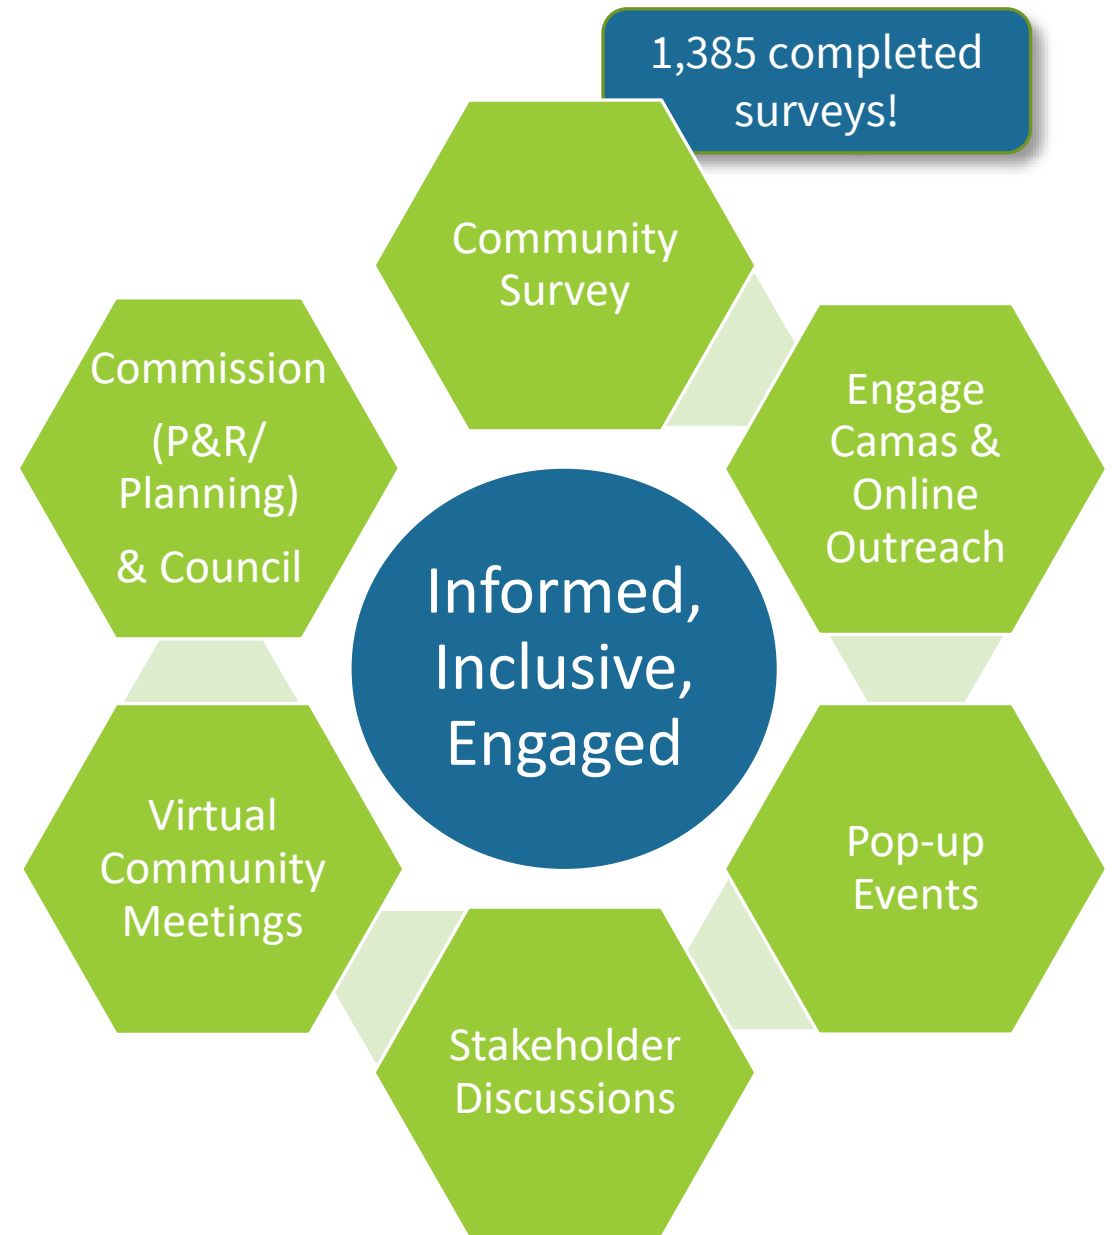 1,385 completed
surveys!
Community
Survey
Engage
Camas &
Online
Outreach
Pop-up
Events
Stakeholder
Discussions
Virtual
Community
Meetings
Commission
(P&R/
Planning)
& Council
Informed,
Inclusive,
Engaged